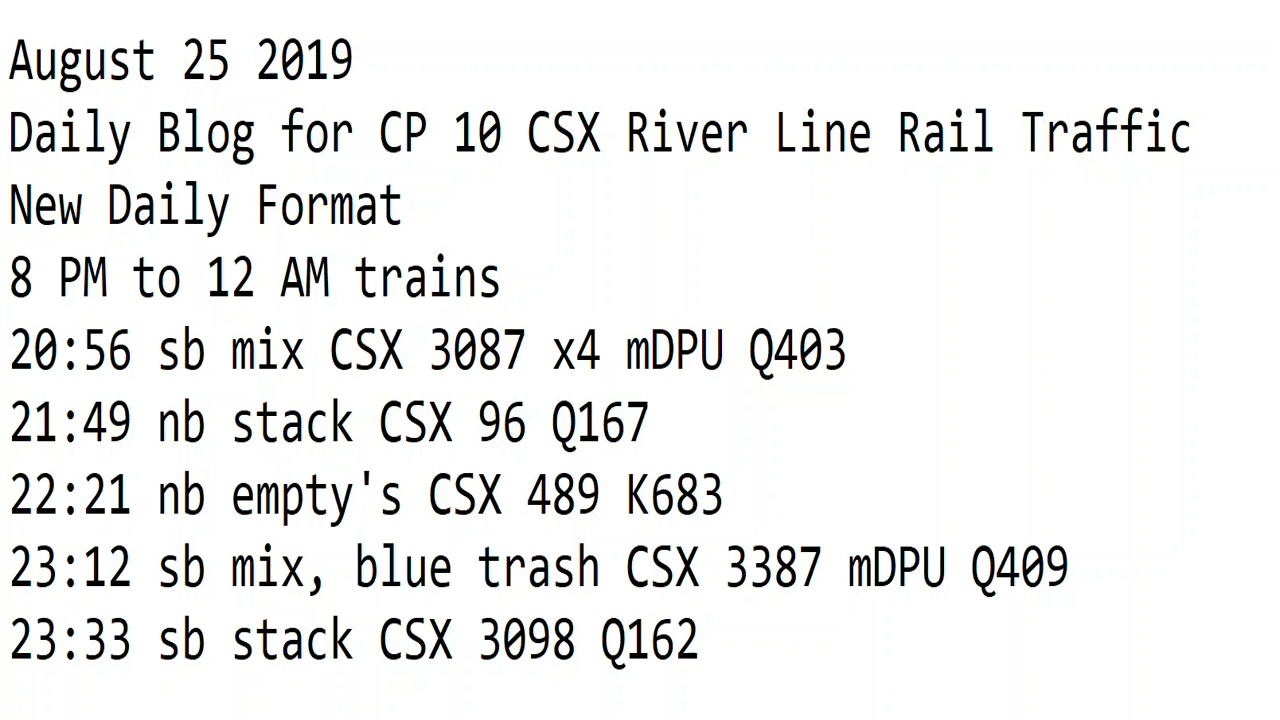 August 25 2019
Daily Blog for CP 10 CSX River Line Rail Traffic
New Daily Format
8 PM to 12 AM trains
20:56 sb mix CSX 3087 x4 mDPU Q403
21:49 nb stack CSX 96 Q167
22:21 nb empty's CSX 489 K683
23:12 sb mix, blue trash CSX 3387 mDPU Q409
23:33 sb stack CSX 3098 Q162